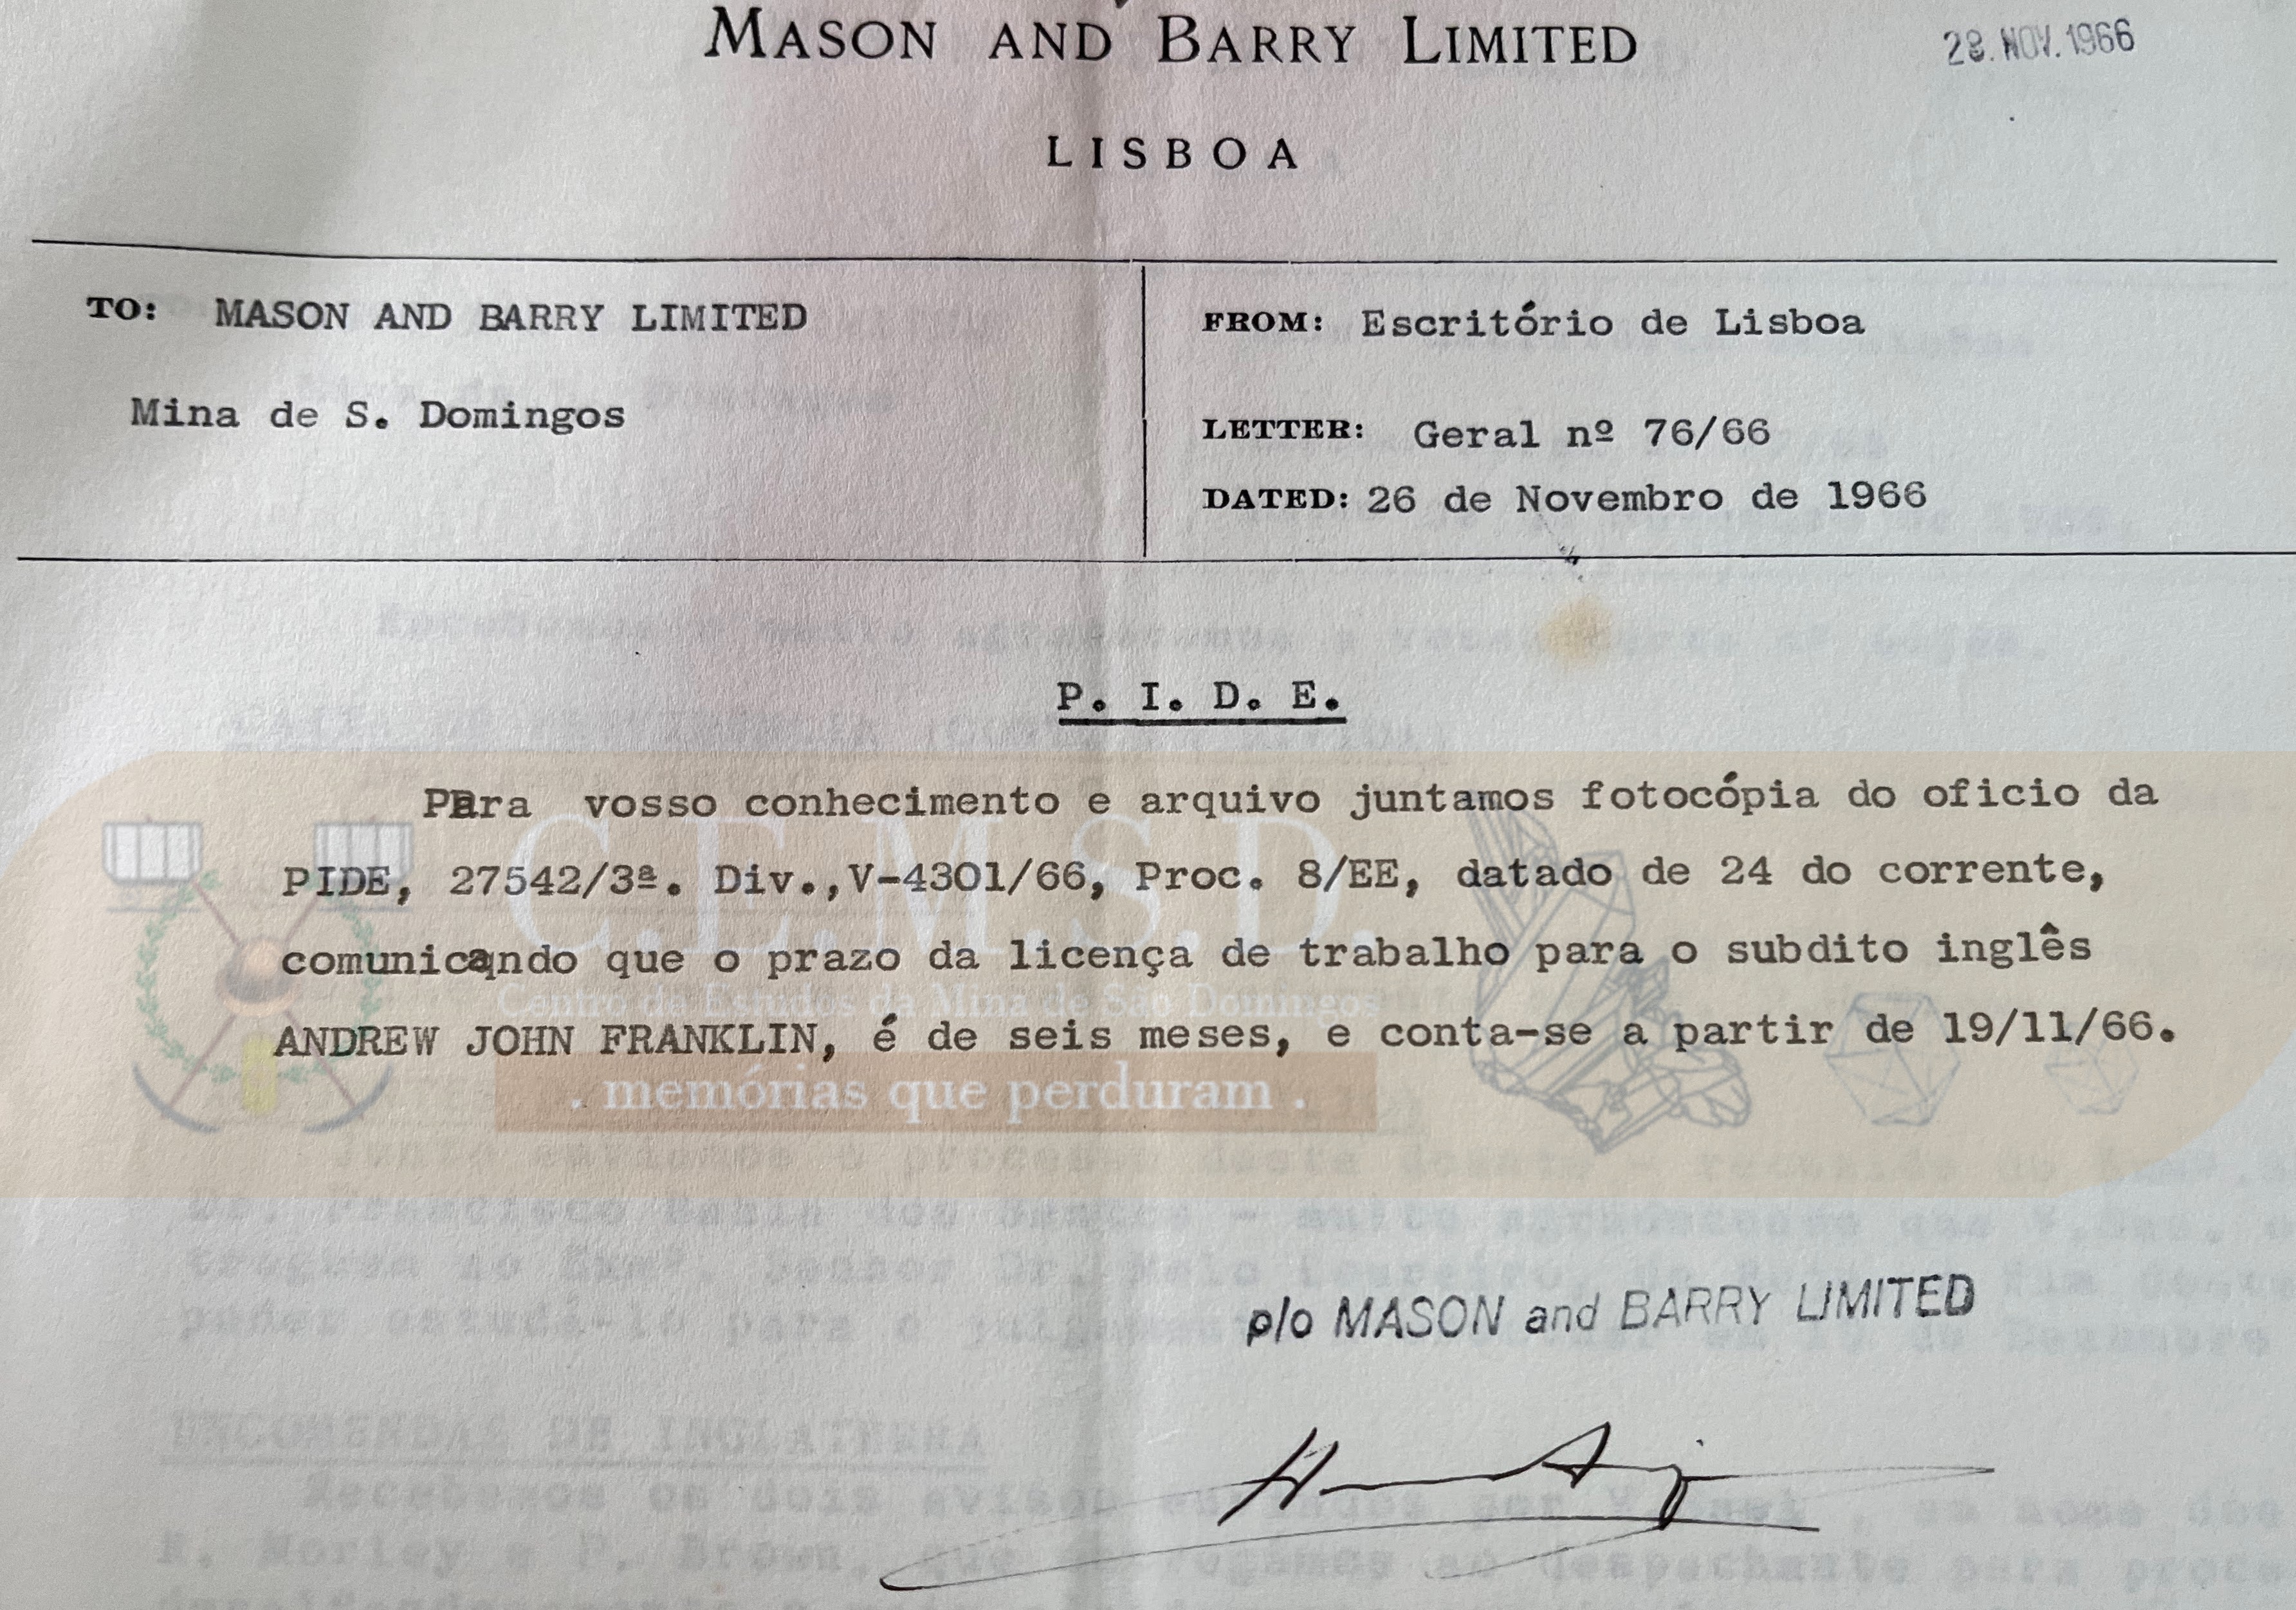 MASON AND BARRY LIMITED
28. NOV. 1966
LISBOA
TO: MASON AND BARRY LIMITED
Mina de S. Domingos
FROM: Escritório de Lisboa
LETTER: Geral nº 76/66
DATED: 26 de Novembro de 1966
P. I. D. E.
Para vosso conhecimento e arquivo juntamos fotocópia do oficio da
PIDE, 27542/3ª. Div.,V-4301/66, Proc. 8/EE, datado de 24 do corrente,
comunicando que o prazo da licença de trabalho para o subdito inglês
ANDREW JOHN FRANKLIN, é de seis meses, e conta-se a partir de 19/11/66.
C.E.M.S.D.
Centro de Estudos da Mina de São Domingos
. memórias que perduram .
p/o MASON and BARRY LIMITED
ENCOMENDAS DE INGLATERRA